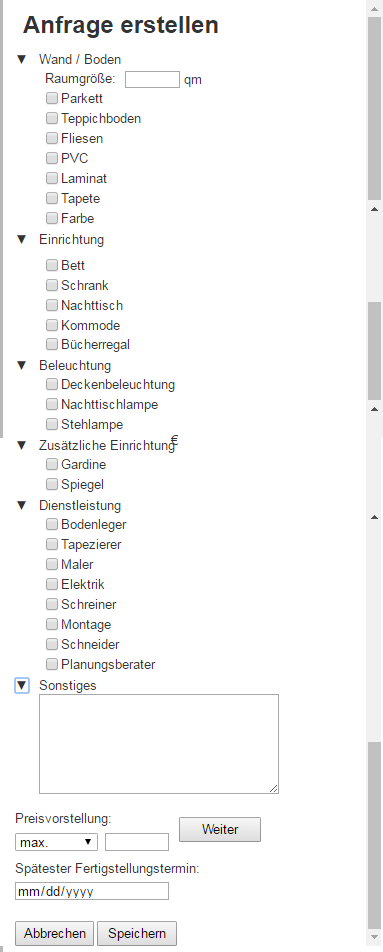 Anfrage erstellen
▼ Wand / Boden
Raumgröße: qm
Parkett
Teppichboden
Fliesen
PVC
Laminat
Tapete
Farbe
▼ Einrichtung
Bett
Schrank
Nachttisch
Kommode
Bücherregal
▼ Beleuchtung
Deckenbeleuchtung
Nachttischlampe
Stehlampe
▼ Zusätzliche Einrichtung €
Gardine
Spiegel
▼ Dienstleistung
Bodenleger
Tapezierer
Maler
Elektrik
Schreiner
Montage
Schneider
Planungsberater
▼ Sonstiges
Preisvorstellung:
max. ▼ Weiter
Spätester Fertigstellungstermin:
mm/dd/yyyy
Abbrechen Speichern